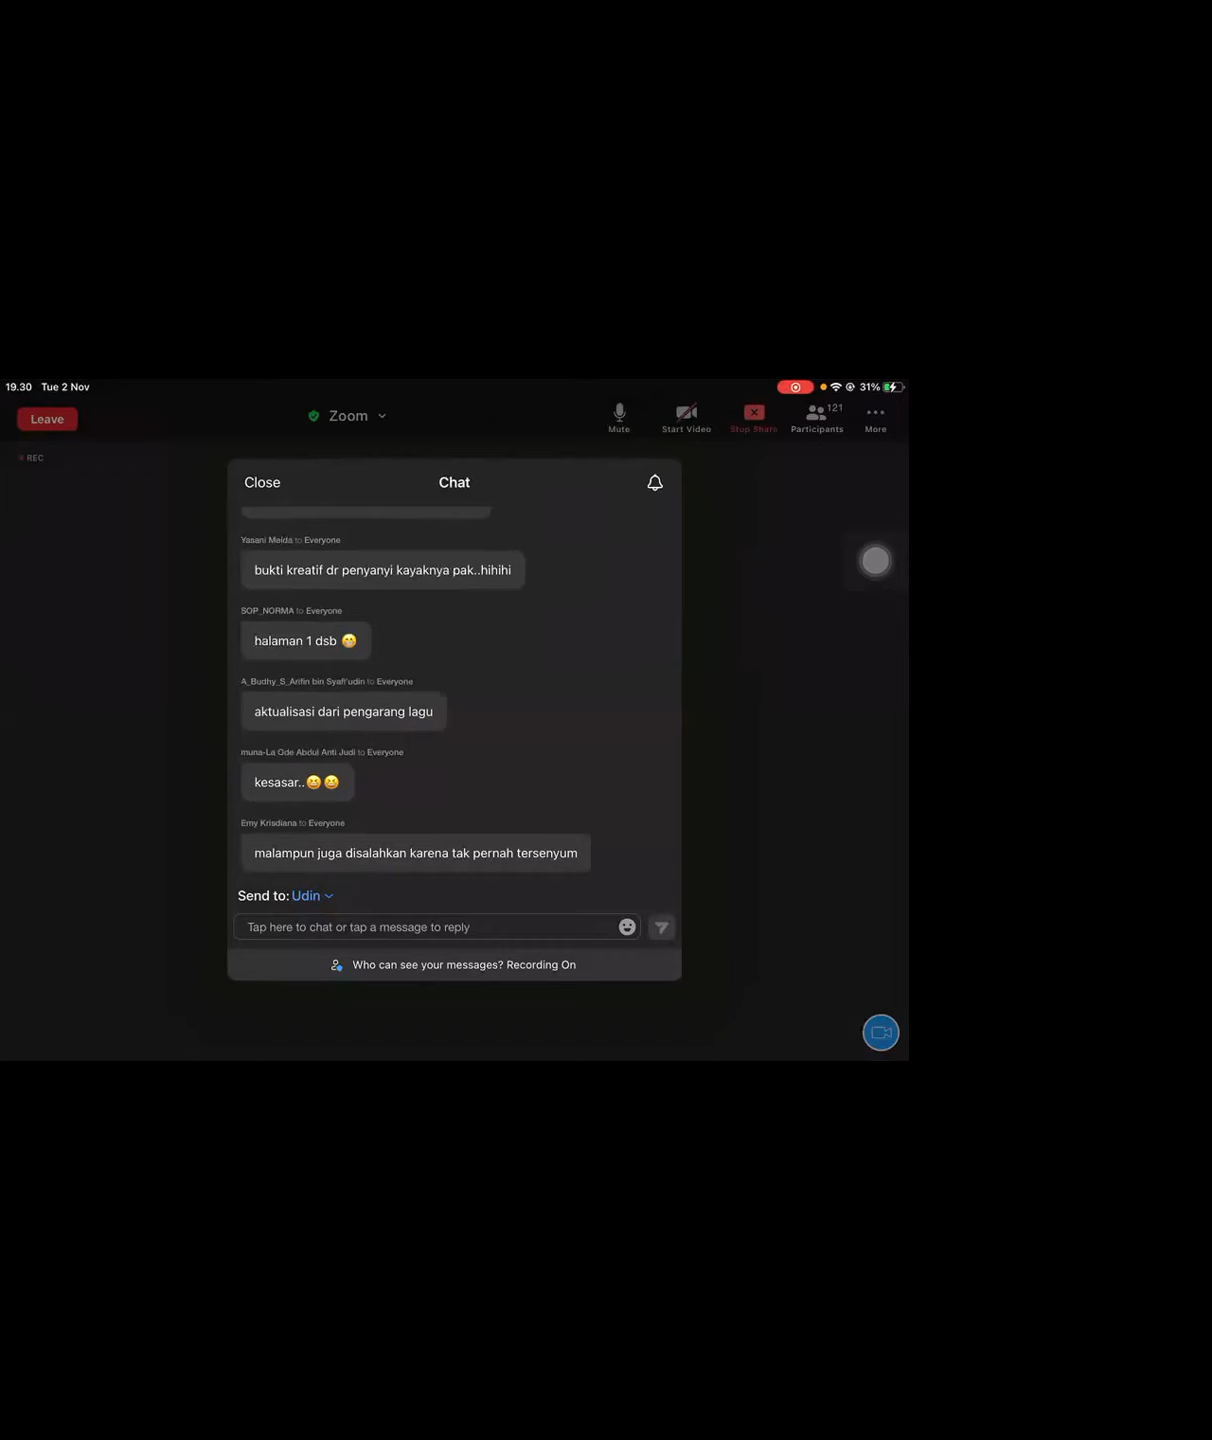 19.30 Tue 2 Nov
31%
Leave
Zoom
Mute
Start Video
Stop Share
121
Participants
More
REC
Close
Chat
Yasani Meida to Everyone
bukti kreatif dr penyanyi kayaknya pak..hihihi
SOP_NORMA to Everyone
halaman 1 dsb 😁
A_Budhy_S_Arifin bin Syafi'udin to Everyone
aktualisasi dari pengarang lagu
muna-La Ode Abdul Anti Judi to Everyone
kesasar..😆😆
Emy Krisdiana to Everyone
malampun juga disalahkan karena tak pernah tersenyum
Send to: Udin
Tap here to chat or tap a message to reply
Who can see your messages? Recording On